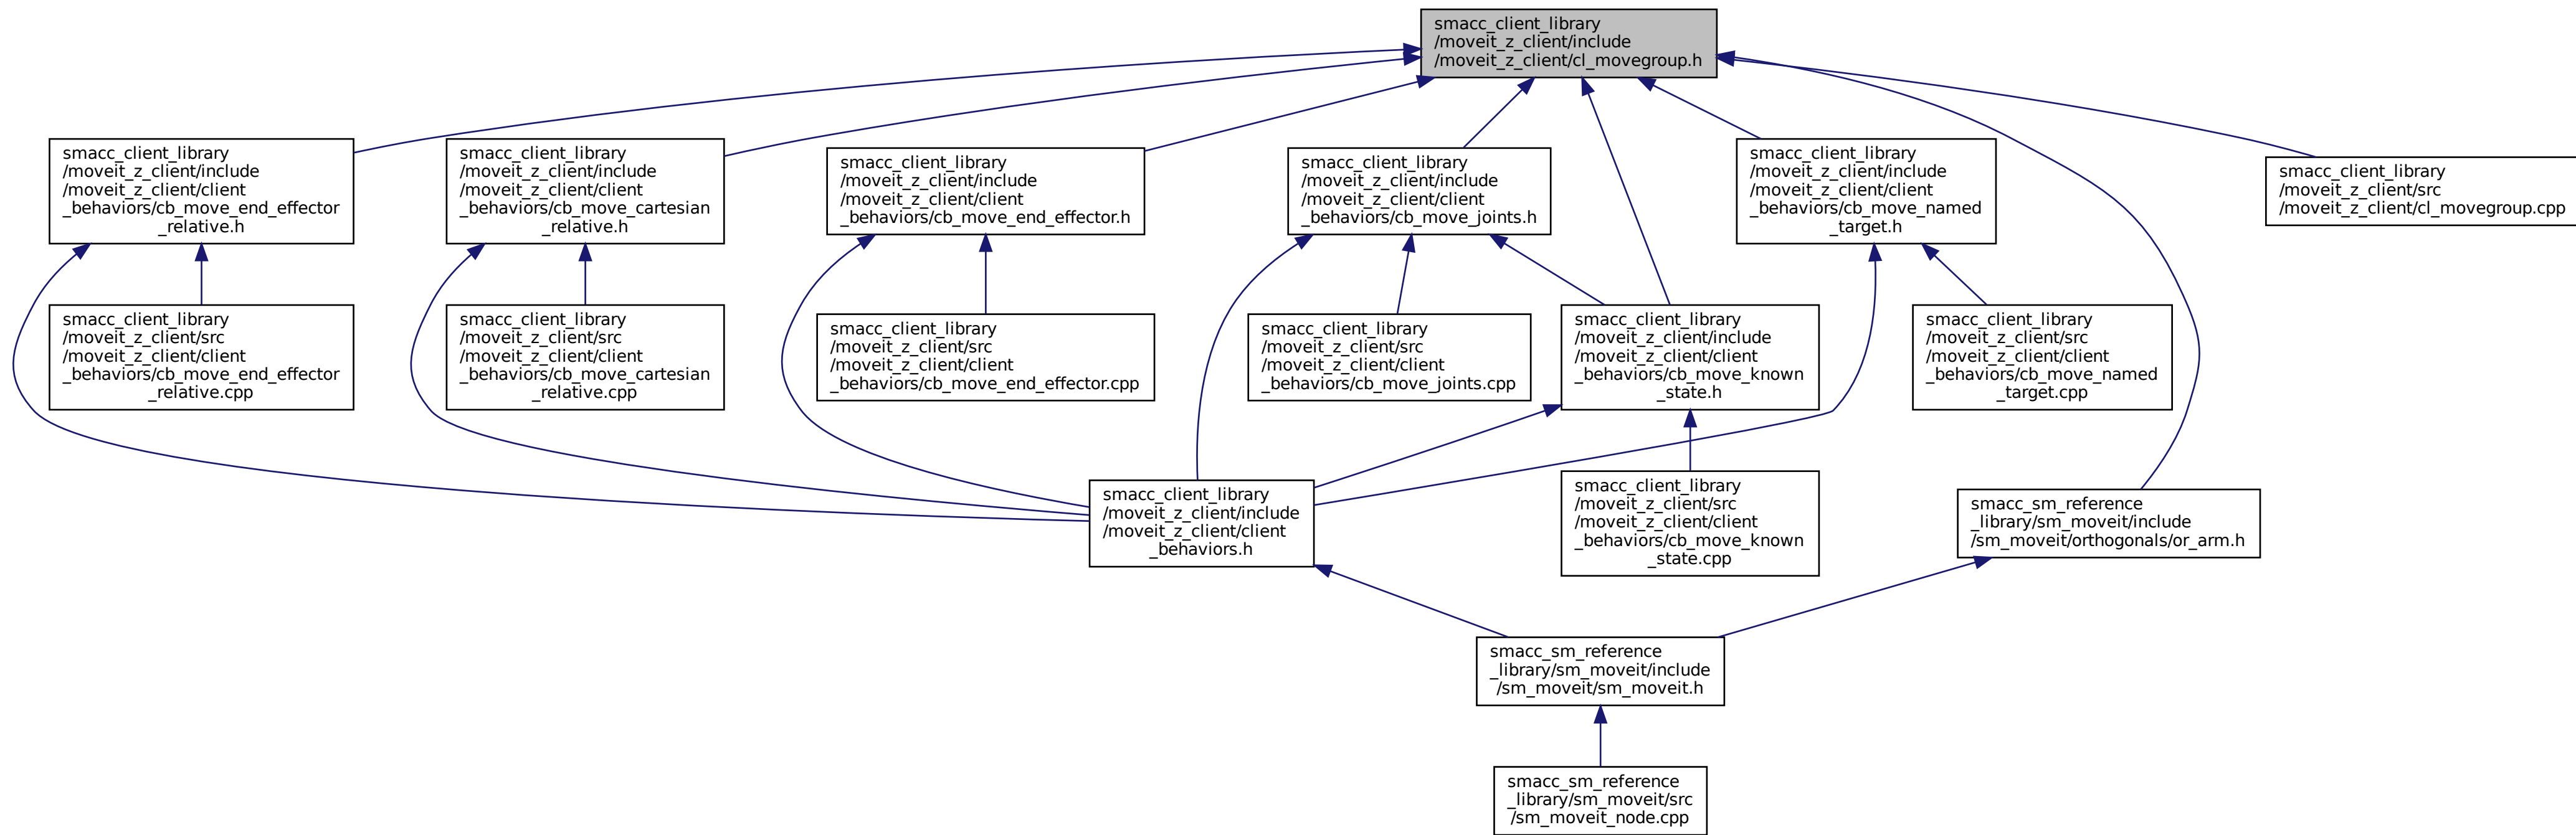 smacc_client_library
/moveit_z_client/include
/moveit_z_client/cl_movegroup.h
smacc_client_library
/moveit_z_client/include
/moveit_z_client/client
_behaviors/cb_move_end_effector
_relative.h
smacc_client_library
/moveit_z_client/include
/moveit_z_client/client
_behaviors/cb_move_cartesian
_relative.h
smacc_client_library
/moveit_z_client/include
/moveit_z_client/client
_behaviors/cb_move_end_effector.h
smacc_client_library
/moveit_z_client/include
/moveit_z_client/client
_behaviors/cb_move_joints.h
smacc_client_library
/moveit_z_client/include
/moveit_z_client/client
_behaviors/cb_move_named
_target.h
smacc_client_library
/moveit_z_client/src
/moveit_z_client/cl_movegroup.cpp
smacc_client_library
/moveit_z_client/src
/moveit_z_client/client
_behaviors/cb_move_end_effector
_relative.cpp
smacc_client_library
/moveit_z_client/src
/moveit_z_client/client
_behaviors/cb_move_cartesian
_relative.cpp
smacc_client_library
/moveit_z_client/src
/moveit_z_client/client
_behaviors/cb_move_end_effector.cpp
smacc_client_library
/moveit_z_client/src
/moveit_z_client/client
_behaviors/cb_move_joints.cpp
smacc_client_library
/moveit_z_client/include
/moveit_z_client/client
_behaviors/cb_move_known
_state.h
smacc_client_library
/moveit_z_client/src
/moveit_z_client/client
_behaviors/cb_move_named
_target.cpp
smacc_client_library
/moveit_z_client/include
/moveit_z_client/client
_behaviors.h
smacc_client_library
/moveit_z_client/src
/moveit_z_client/client
_behaviors/cb_move_known
_state.cpp
smacc_sm_reference
_library/sm_moveit/include
/sm_moveit/orthogonals/or_arm.h
smacc_sm_reference
_library/sm_moveit/include
/sm_moveit/sm_moveit.h
smacc_sm_reference
_library/sm_moveit/src
/sm_moveit_node.cpp